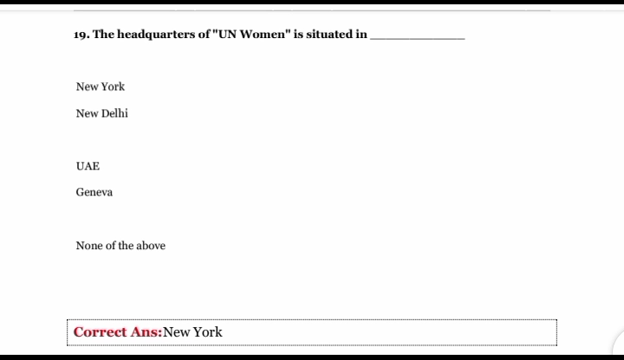 19. The headquarters of "UN Women" is situated in ____________
New York
New Delhi
UAE
Geneva
None of the above
Correct Ans:New York